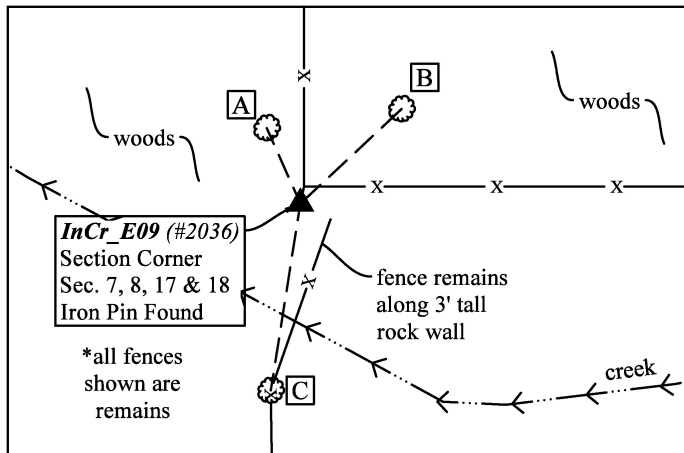 A
B
woods
woods
InCr_E09 (#2036)
Section Corner
Sec. 7, 8, 17 & 18
Iron Pin Found
fence remains
along 3' tall
rock wall
*all fences
shown are
remains
C
creek
x
x
x
x
x